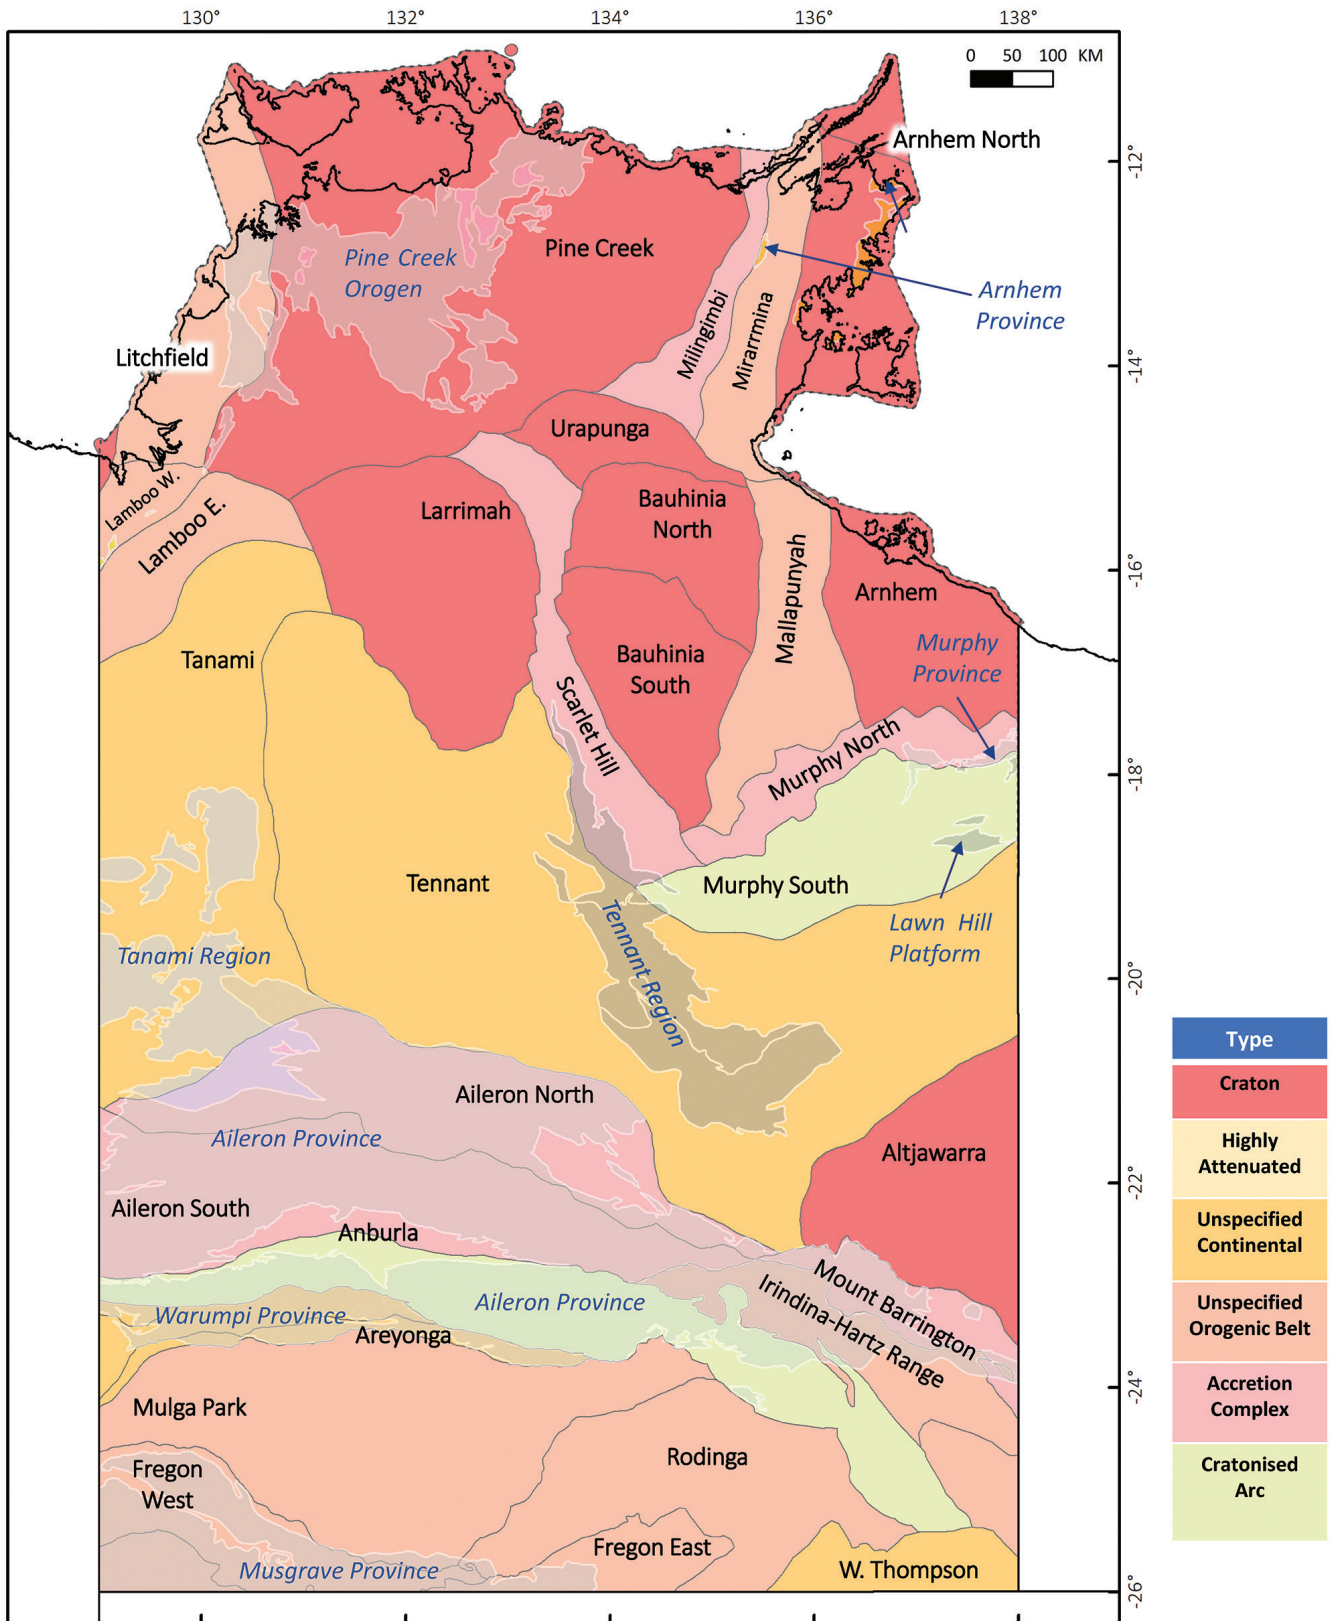 130°
132°
134°
136°
138°
0 50 100 KM
Arnhem North
-12°
Pine Creek
Pine Creek
Orogen
Arnhem
Province
Milingimbi
Mirarrmina
Litchfield
-14°
Urapunga
Lamboo W.
Lamboo E.
Larrimah
Bauhinia
North
Mallapunyah
-16°
Arnhem
Murphy
Province
Tanami
Bauhinia
South
Scarlet Hill
Murphy North
-18°
Tennant
Murphy South
Lawn Hill
Platform
Tanami Region
Tennant Region
-20°
Aileron North
Aileron Province
Altjawarra
-22°
Aileron South
Anburla
Mount Barrington
Irindina-Hartz Range
Aileron Province
Warumpi Province
Areyonga
-24°
Mulga Park
Rodinga
Fregon
West
Fregon East
Musgrave Province
W. Thompson
-26°
Type
Craton
Highly
Attenuated
Unspecified
Continental
Unspecified
Orogenic Belt
Accretion
Complex
Cratonised
Arc